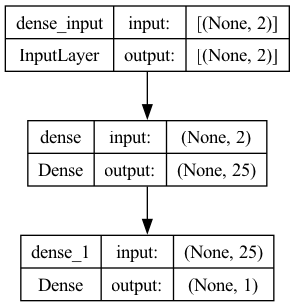 dense_input input: [(None, 2)]
InputLayer output: [(None, 2)]
dense input: (None, 2)
Dense output: (None, 25)
dense_1 input: (None, 25)
Dense output: (None, 1)